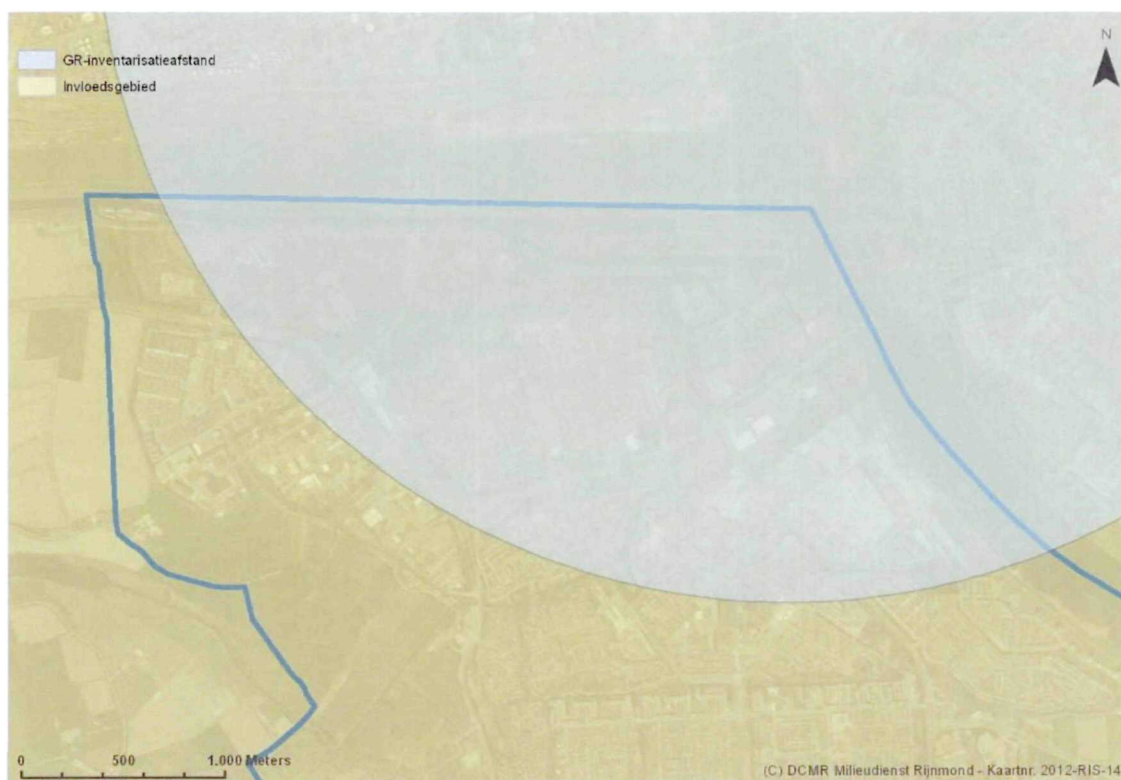 GR-inventarisatieafstand
Invloedsgebied
N
0 500 1.000 Meters
(C) DCMR Milieudienst Rijnmond - Kaartnr. 2012-RIS-14